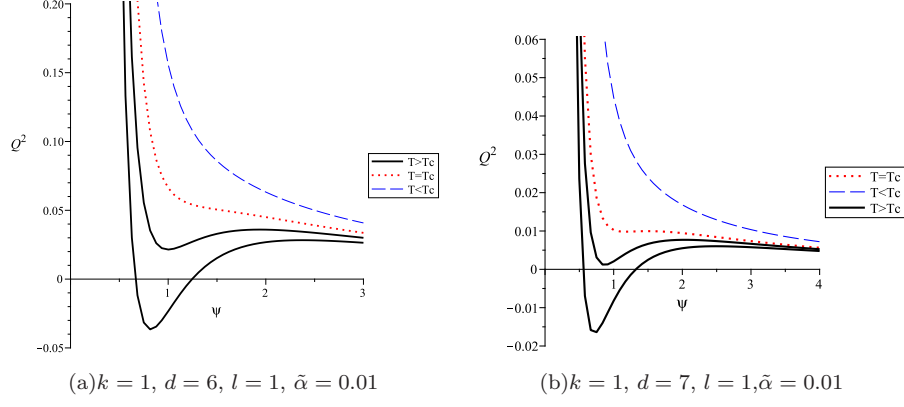 0.20
0.15
0.10
Q²
0.05
0
1
2
3
ψ
−0.05
T>Tc
T=Tc
T<Tc
(a)k = 1, d = 6, l = 1, α̃ = 0.01
0.06
0.05
0.04
0.03
Q²
0.02
0.01
0
1
2
3
4
ψ
−0.01
−0.02
T=Tc
T<Tc
T>Tc
(b)k = 1, d = 7, l = 1,α̃ = 0.01